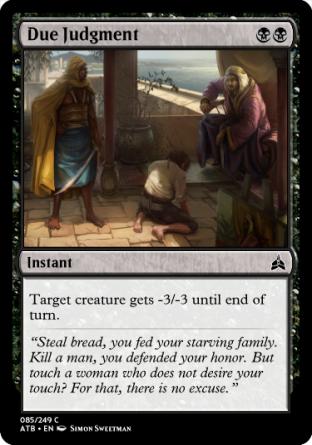 Due Judgment
Instant
Target creature gets -3/-3 until end of
turn.
“Steal bread, you fed your starving family.
Kill a man, you defended your honor. But
touch a woman who does not desire your
touch? For that, there is no excuse.”
085/249 C
ATB • EN Simon Sweetman